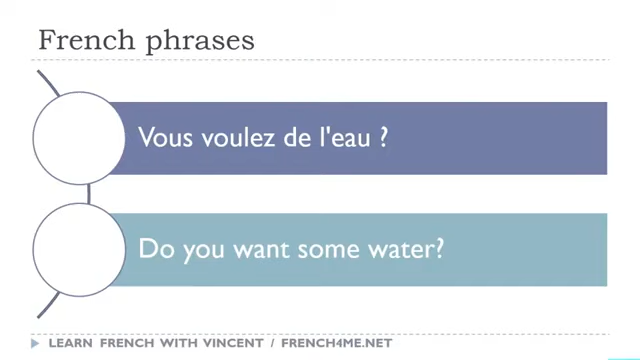 French phrases
Vous voulez de l'eau ?
Do you want some water?
LEARN FRENCH WITH VINCENT / FRENCH4ME.NET